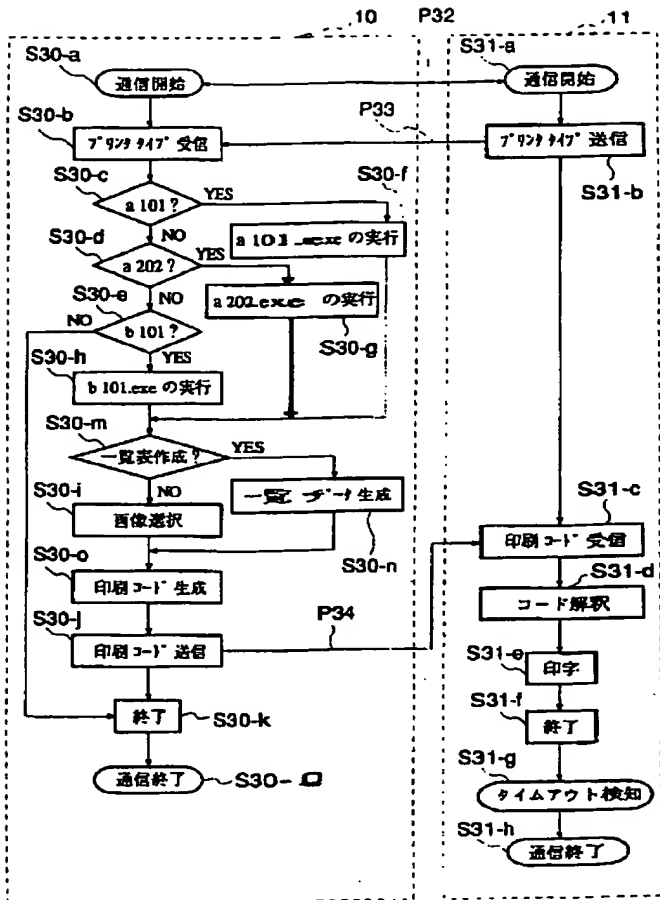 10
P32
11
S30-a
通信開始
S31-a
通信開始
S30-b
プリンタタイプ 受信
P33
プリンタタイプ 送信
S31-b
S30-c
a 101 ?
YES
S30-f
NO
S30-d
a 202 ?
YES
の実行
NO
a 202.exe の実行
S30-e
NO
b 101 ?
S30-g
S30-h
YES
b 101.exe の実行
S30-m
一覧表作成 ?
YES
S30-i
NO
一覧 データ 生成
画像選択
S30-n
S31-c
印刷コード 受信
S30-o
印刷コード 生成
S31-d
コード解釈
S30-j
印刷コード 送信
P34
S31-e
印字
S30-k
終了
S31-f
終了
S31-g
タイムアウト検知
通信終了
S31-h
通信終了